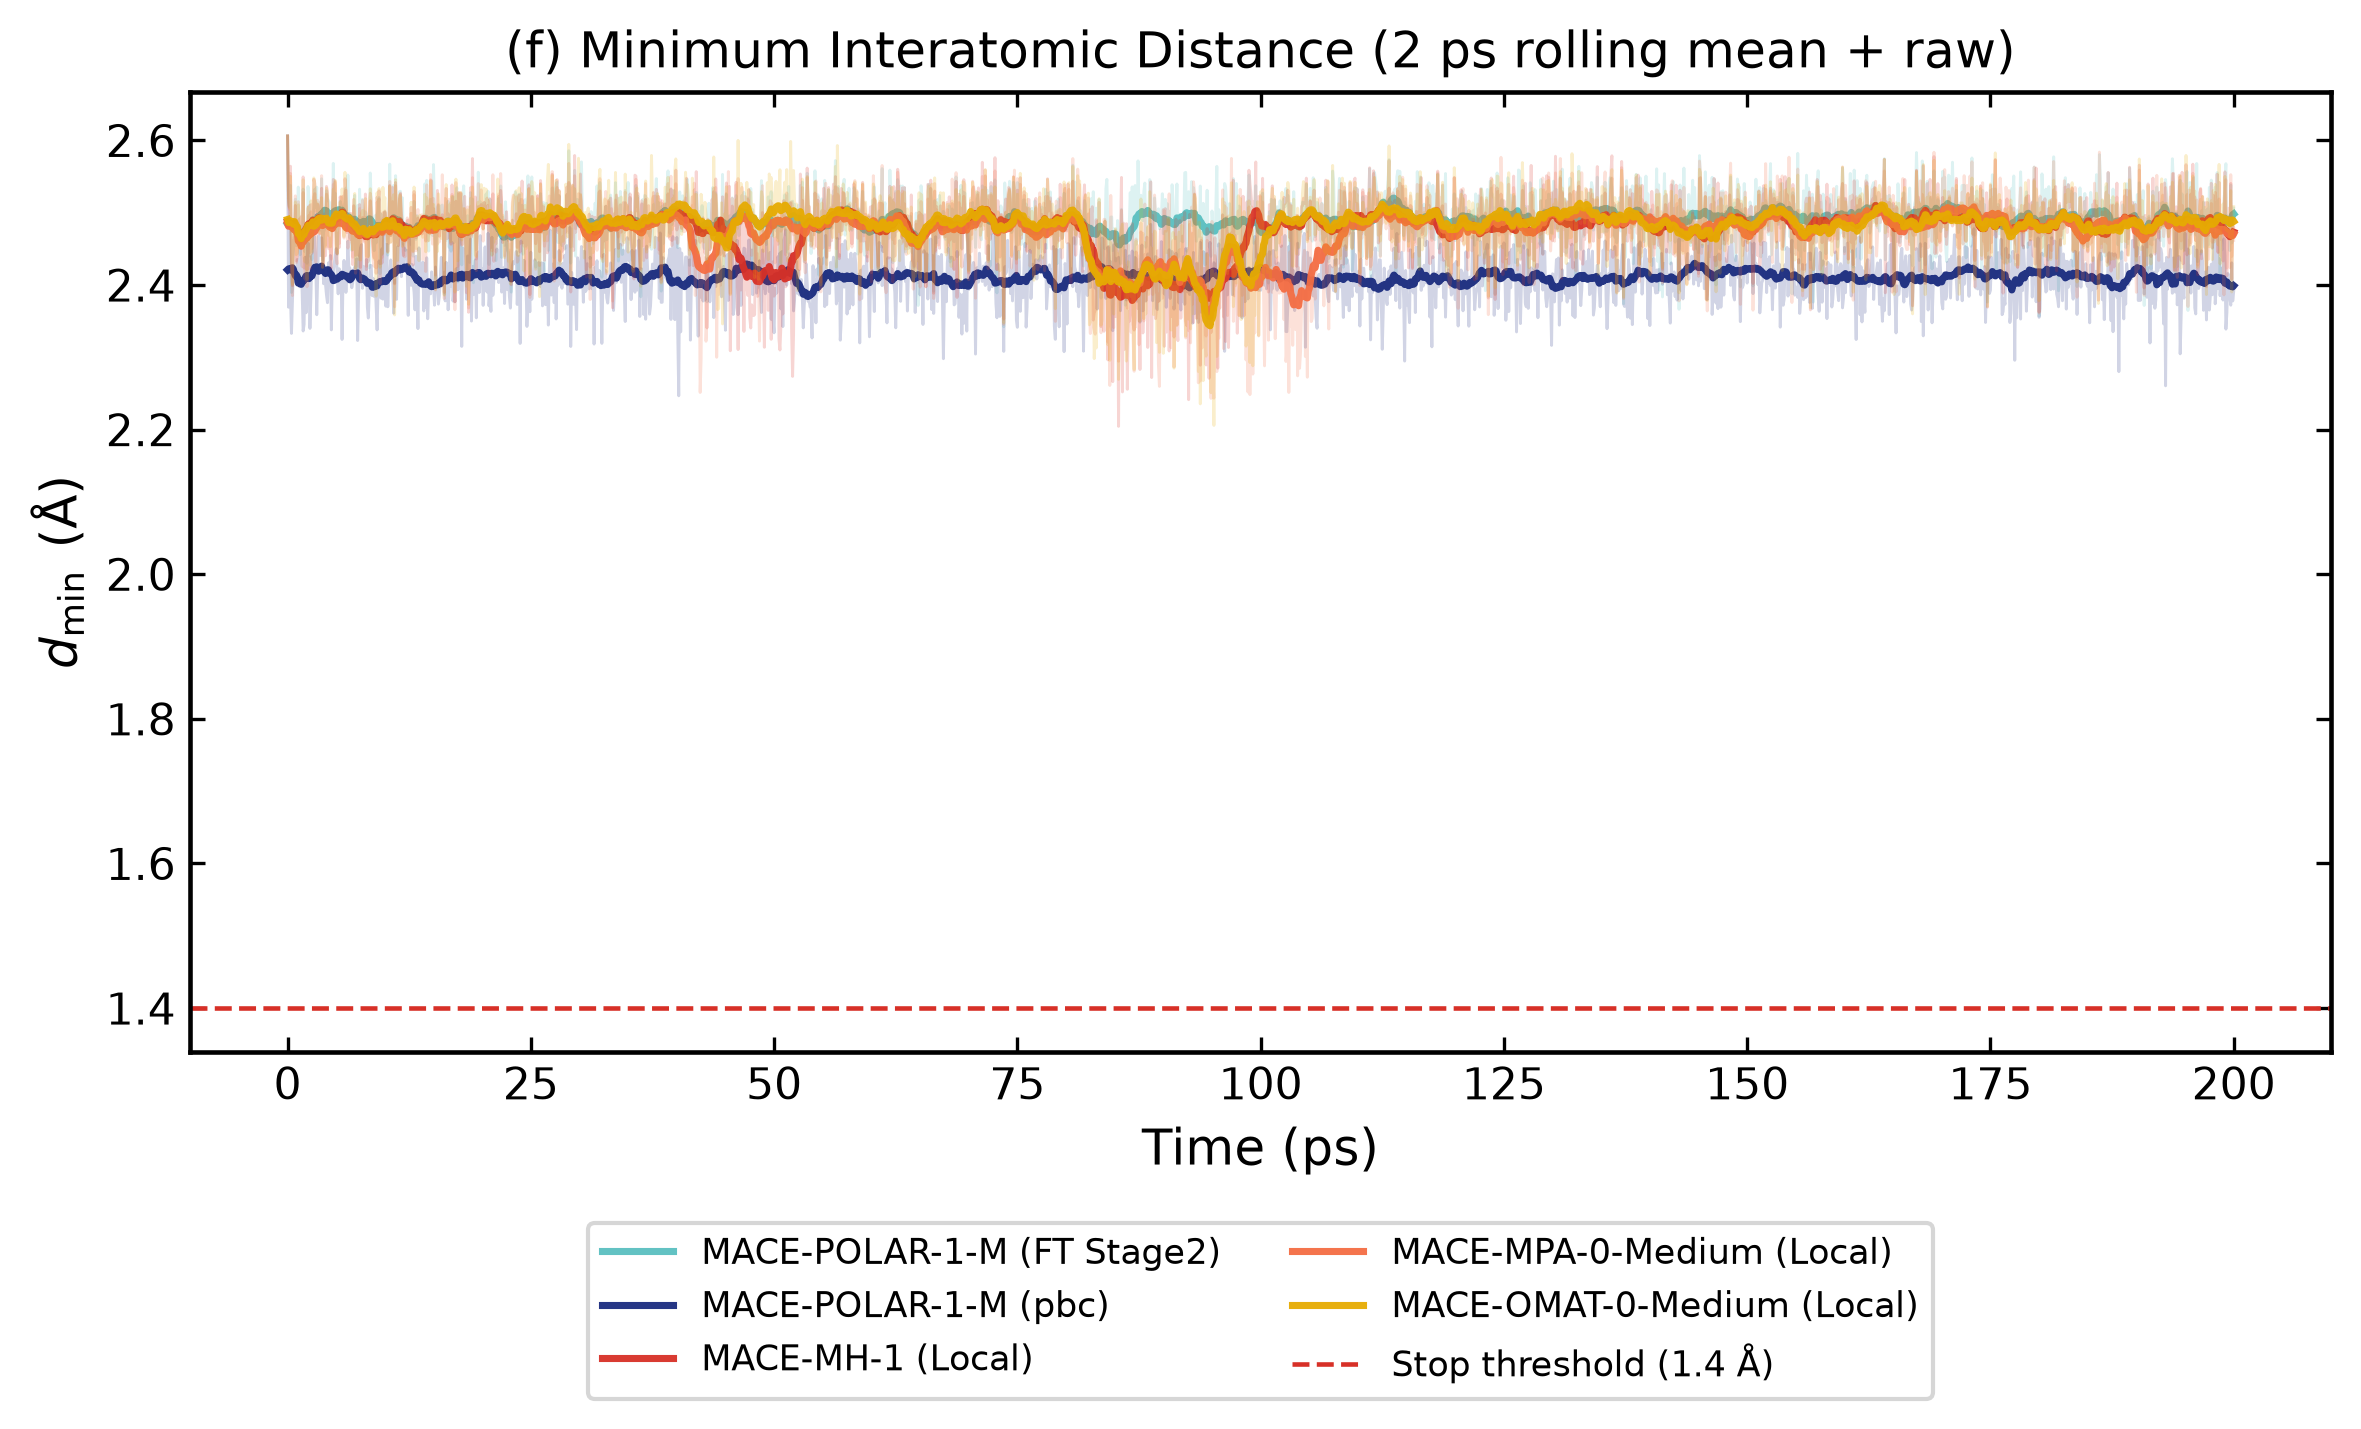 (f) Minimum Interatomic Distance (2 ps rolling mean + raw)
d_min (Å)
2.6
2.4
2.2
2.0
1.8
1.6
1.4
0 25 50 75 100 125 150 175 200
Time (ps)
MACE-POLAR-1-M (FT Stage2)
MACE-POLAR-1-M (pbc)
MACE-MH-1 (Local)
MACE-MPA-0-Medium (Local)
MACE-OMAT-0-Medium (Local)
Stop threshold (1.4 Å)